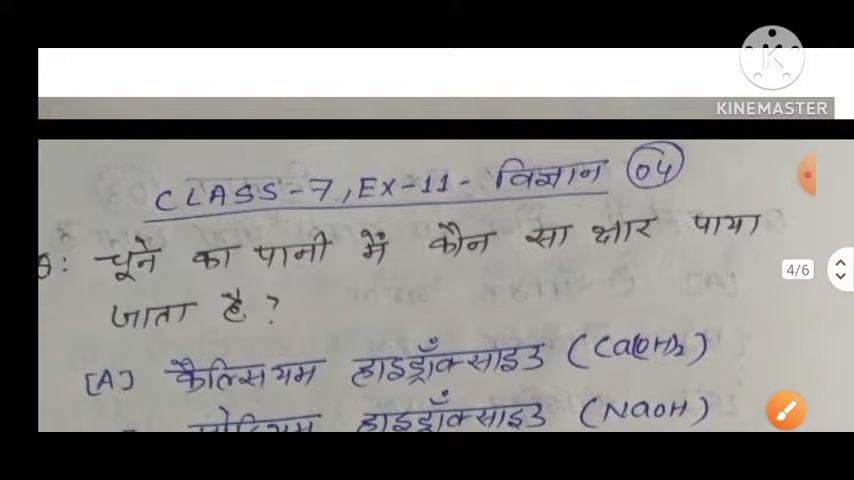 KINEMASTER
CLASS-7, EX-11- विज्ञान 04
Q: चूने का पानी में कौन सा क्षार पाया
4/6
जाता है ?
[A] कैल्सियम हाइड्रॉक्साइड (Ca(OH)2)
हाइड्रॉक्साइड (NaOH)